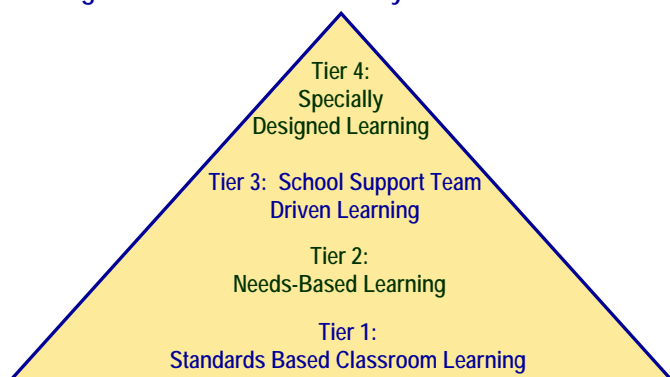 Tier 4:
Specially
Designed Learning
Tier 3: School Support Team
Driven Learning
Tier 2:
Needs-Based Learning
Tier 1:
Standards Based Classroom Learning